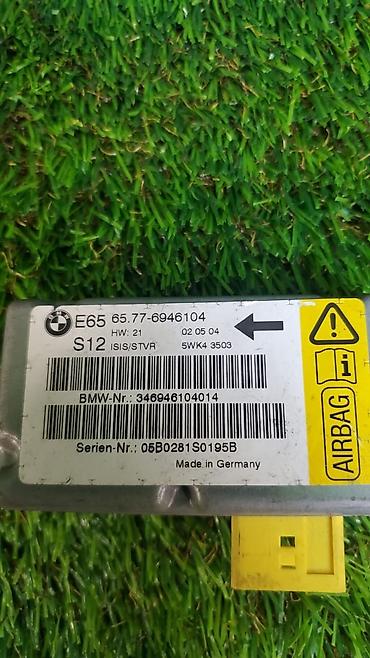 BMW
E65 65.77-6946104
HW: 21 02 05 04
S12 ISIS/STVR 5WK4 3503
BMW-Nr.: 346946104014
Serien-Nr.: 05B0281S0195B
Made in Germany
! i
AIRBAG